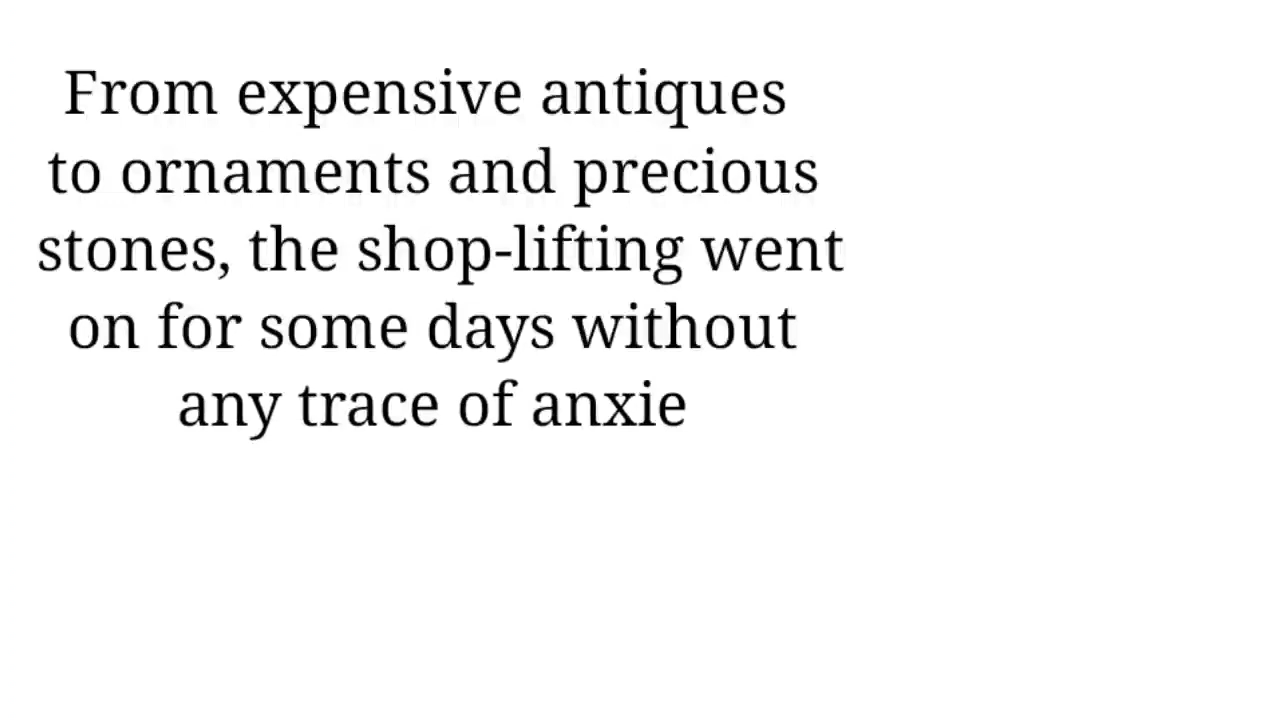 From expensive antiques
to ornaments and precious
stones, the shop-lifting went
on for some days without
any trace of anxie